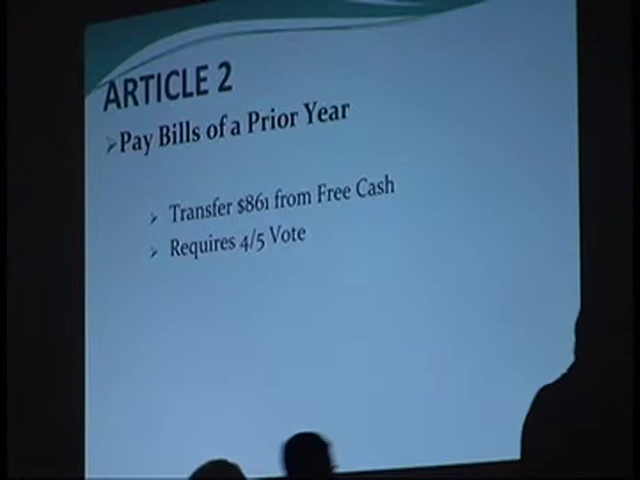 ARTICLE 2
➢Pay Bills of a Prior Year
➢ Transfer $861 from Free Cash
➢ Requires 4/5 Vote